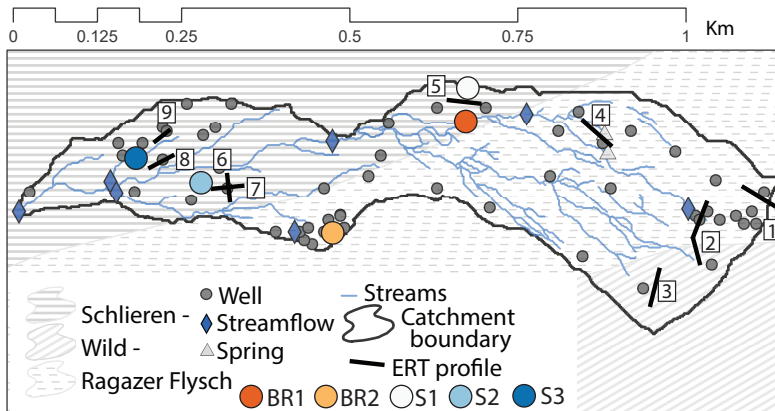 0 0.125 0.25 0.5 0.75 1 Km
5
9
4
8
6
7
2
1
3
Schlieren -
Wild -
Ragazer Flysch
Well
Streamflow
Spring
Streams
Catchment
boundary
ERT profile
BR1 BR2 S1 S2 S3